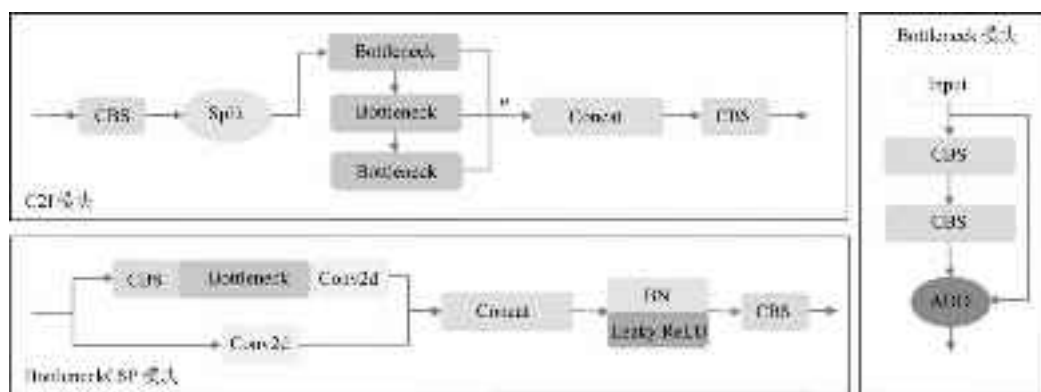 Bottleneck
CBS
Split
Bottleneck
n
Concat
CBS
Bottleneck
C2f 模块
CBS
Bottleneck
Conv2d
Concat
BN
Leaky ReLU
CBS
Conv2d
BottleneckCSP 模块
Bottleneck 模块
Input
CBS
CBS
ADD